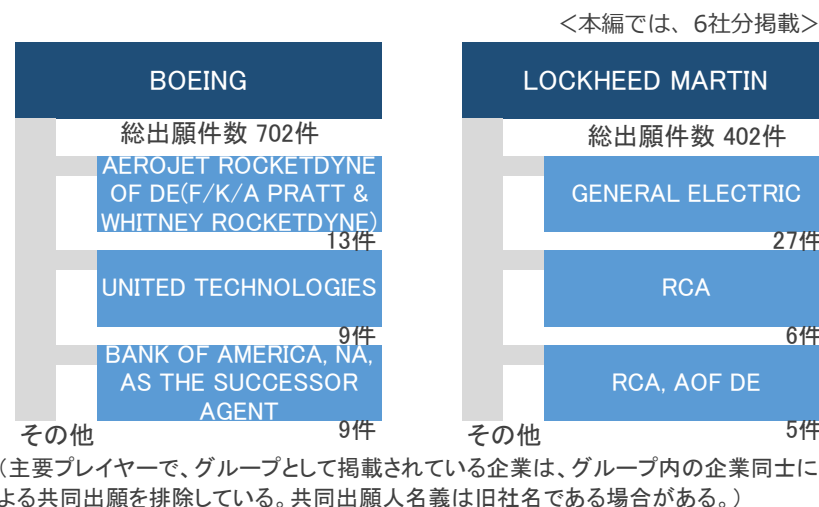 ＜本編では、6社分掲載＞
BOEING
総出願件数 702件
AEROJET ROCKETDYNE
OF DE(F/K/A PRATT &
WHITNEY ROCKETDYNE)
13件
UNITED TECHNOLOGIES
9件
BANK OF AMERICA, NA,
AS THE SUCCESSOR
AGENT
9件
その他
LOCKHEED MARTIN
総出願件数 402件
GENERAL ELECTRIC
27件
RCA
6件
RCA, AOF DE
5件
その他
（主要プレイヤーで、グループとして掲載されている企業は、グループ内の企業同士に
よる共同出願を排除している。共同出願人名義は旧社名である場合がある。）